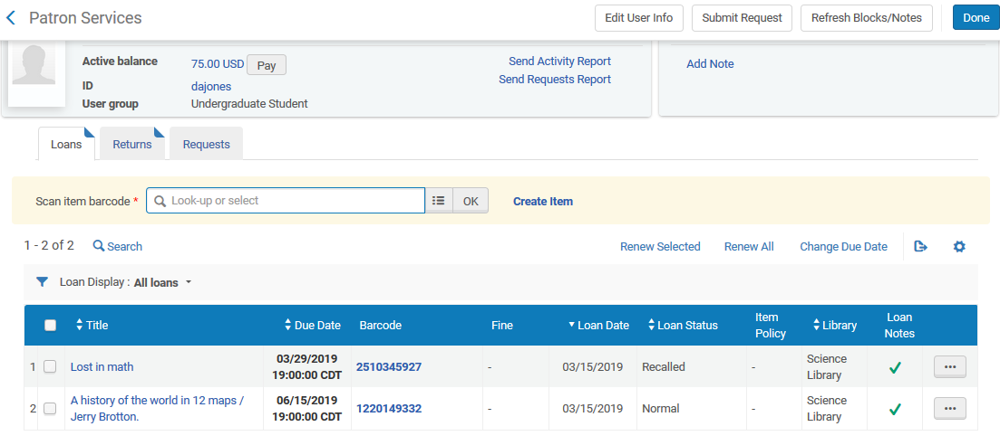 Patron Services
Edit User Info
Submit Request
Refresh Blocks/Notes
Done
Active balance 75.00 USD Pay
ID dajones
User group Undergraduate Student
Send Activity Report
Send Requests Report
Add Note
Loans Returns Requests
Scan item barcode * Look-up or select OK Create Item
1 - 2 of 2 Search Renew Selected Renew All Change Due Date
Loan Display : All loans
Title Due Date Barcode Fine Loan Date Loan Status Item Policy Library Loan Notes
1 Lost in math 03/29/2019 19:00:00 CDT 2510345927 - 03/15/2019 Recalled - Science Library ...
2 A history of the world in 12 maps / Jerry Brotton. 06/15/2019 19:00:00 CDT 1220149332 - 03/15/2019 Normal - Science Library ...